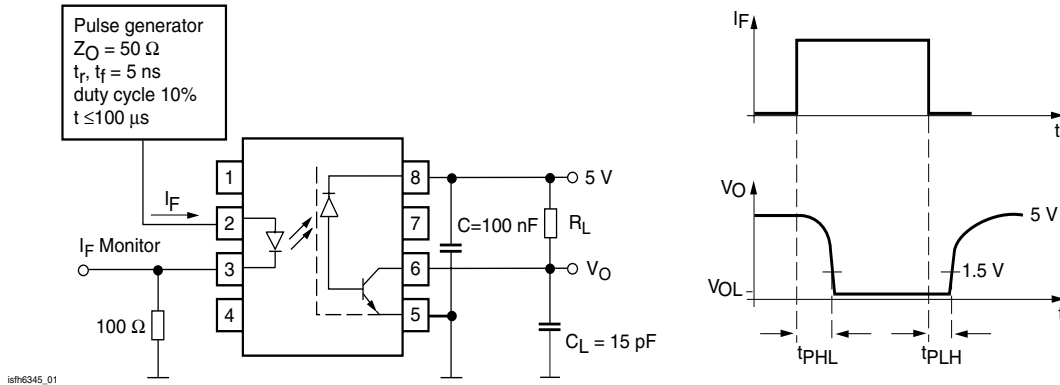 Pulse generator
ZO = 50 Ω
tr, tf = 5 ns
duty cycle 10%
t ≤100 μs
1
2
3
4
8
7
6
5
IF
IF Monitor
100 Ω
C=100 nF
5 V
RL
VO
CL = 15 pF
isfh6345_01
IF
t
VO
5 V
1.5 V
VOL
t
tPHL
tPLH